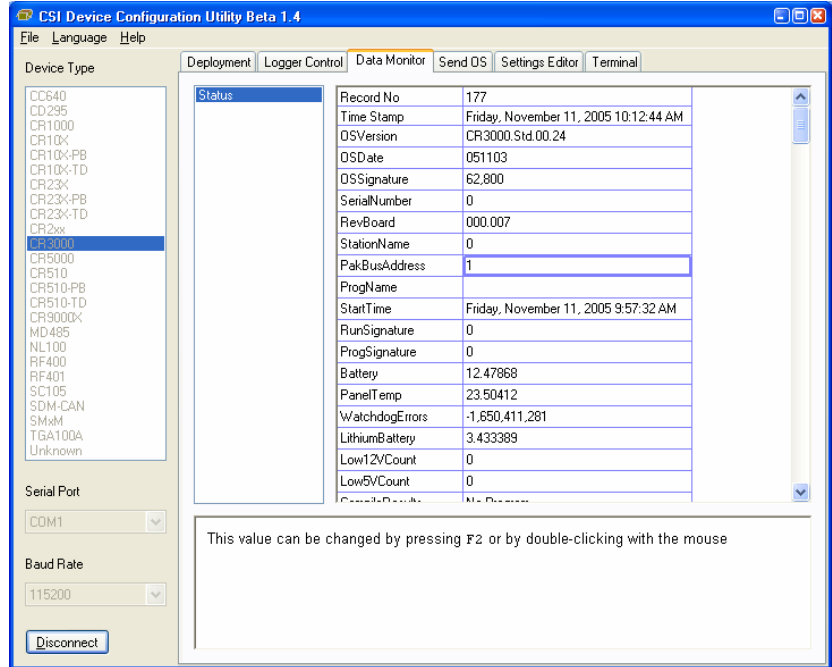 CSI Device Configuration Utility Beta 1.4
File Language Help
Device Type
CC640
CD295
CR1000
CR10X
CR10X-PB
CR10X-TD
CR23X
CR23X-PB
CR23X-TD
CR2xx
CR3000
CR5000
CR510
CR510-PB
CR510-TD
CR9000X
MD485
NL100
RF400
RF401
SC105
SDM-CAN
SMxM
TGA100A
Unknown
Serial Port
COM1
Baud Rate
115200
Disconnect
Deployment Logger Control Data Monitor Send OS Settings Editor Terminal
Status
Record No 177
Time Stamp Friday, November 11, 2005 10:12:44 AM
OSVersion CR3000.Std.00.24
OSDate 051103
OSSignature 62,800
SerialNumber 0
RevBoard 000.007
StationName 0
PakBusAddress 1
ProgName
StartTime Friday, November 11, 2005 9:57:32 AM
RunSignature 0
ProgSignature 0
Battery 12.47868
PanelTemp 23.50412
WatchdogErrors -1,650,411,281
LithiumBattery 3.433389
Low12VCount 0
Low5VCount 0
CompileResults No Program
This value can be changed by pressing F2 or by double-clicking with the mouse